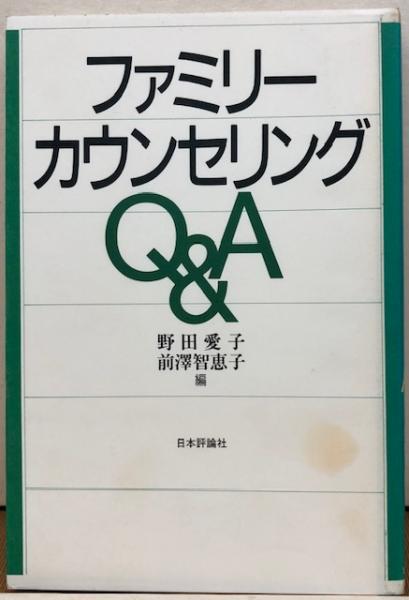 ファミリー
カウンセリング
Q&A
野田愛子
前澤智恵子
編
日本評論社